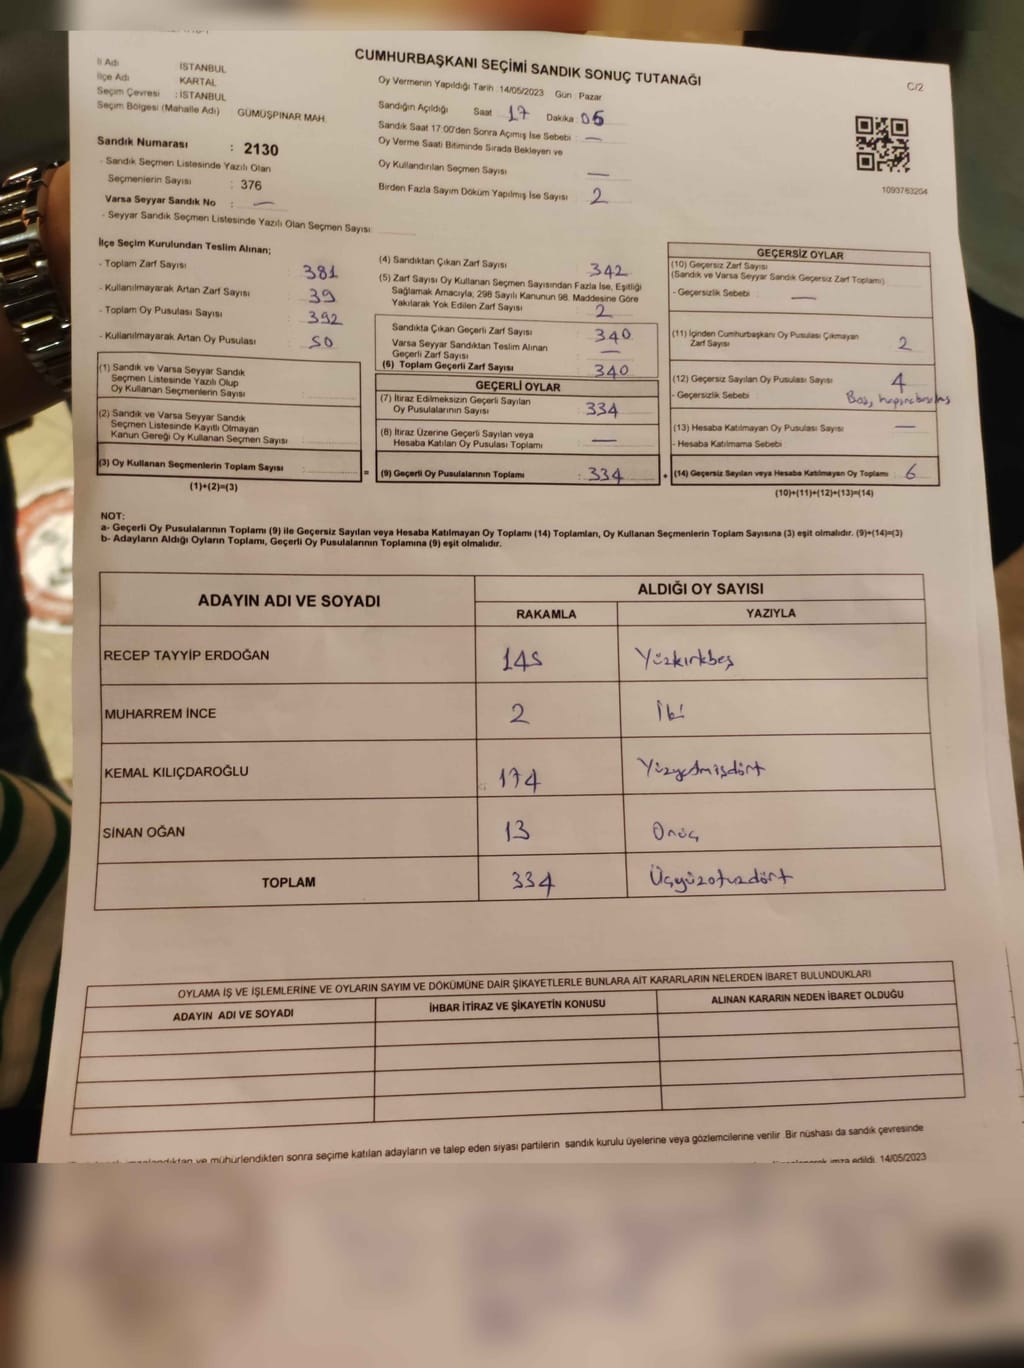 İl Adı İSTANBUL
İlçe Adı KARTAL
Seçim Çevresi : İSTANBUL
Seçim Bölgesi (Mahalle Adı) GÜMÜŞPINAR MAH.
Sandık Numarası : 2130
- Sandık Seçmen Listesinde Yazılı Olan
Seçmenlerin Sayısı : 376
Varsa Seyyar Sandık No : —
- Seyyar Sandık Seçmen Listesinde Yazılı Olan Seçmen Sayısı:
CUMHURBAŞKANI SEÇİMİ SANDIK SONUÇ TUTANAĞI
Oy Vermenin Yapıldığı Tarih : 14/05/2023 Gün : Pazar
Sandığın Açıldığı Saat : 17 Dakika : 05
Sandık Saat 17:00'den Sonra Açımış İse Sebebi : —
Oy Verme Saati Bitiminde Sırada Bekleyen ve
Oy Kullandırılan Seçmen Sayısı —
Birden Fazla Sayım Döküm Yapılmış İse Sayısı : 2
C/2
1093763204
İlçe Seçim Kurulundan Teslim Alınan;
- Toplam Zarf Sayısı : 381
- Kullanılmayarak Artan Zarf Sayısı : 39
- Toplam Oy Pusulası Sayısı : 392
- Kullanılmayarak Artan Oy Pusulası : 50
(1) Sandık ve Varsa Seyyar Sandık
Seçmen Listesinde Yazılı Olup
Oy Kullanan Seçmenlerin Sayısı :
(2) Sandık ve Varsa Seyyar Sandık
Seçmen Listesinde Kayıtlı Olmayan
Kanun Gereği Oy Kullanan Seçmen Sayısı :
(3) Oy Kullanan Seçmenlerin Toplam Sayısı :
(1)+(2)=(3)
(4) Sandıktan Çıkan Zarf Sayısı : 342
(5) Zarf Sayısı Oy Kullanan Seçmen Sayısından Fazla İse, Eşitliği
Sağlamak Amacıyla; 298 Sayılı Kanunun 98. Maddesine Göre
Yakılarak Yok Edilen Zarf Sayısı : 2
Sandıkta Çıkan Geçerli Zarf Sayısı : 340
Varsa Seyyar Sandıktan Teslim Alınan
Geçerli Zarf Sayısı : —
(6) Toplam Geçerli Zarf Sayısı : 340
GEÇERLİ OYLAR
(7) İtiraz Edilmeksizin Geçerli Sayılan
Oy Pusulalarının Sayısı : 334
(8) İtiraz Üzerine Geçerli Sayılan veya
Hesaba Katılan Oy Pusulası Toplamı : —
= (9) Geçerli Oy Pusulalarının Toplamı : 334
GEÇERSİZ OYLAR
(10) Geçersiz Zarf Sayısı
(Sandık ve Varsa Seyyar Sandık Geçersiz Zarf Toplamı) :
- Geçersizlik Sebebi : —
(11) İçinden Cumhurbaşkanı Oy Pusulası Çıkmayan
Zarf Sayısı : 2
(12) Geçersiz Sayılan Oy Pusulası Sayısı : 4
- Geçersizlik Sebebi : Boş,
(13) Hesaba Katılmayan Oy Pusulası Sayısı : —
- Hesaba Katılmama Sebebi :
+ (14) Geçersiz Sayılan veya Hesaba Katılmayan Oy Toplamı : 6
(10)+(11)+(12)+(13)=(14)
NOT:
a- Geçerli Oy Pusulalarının Toplamı (9) ile Geçersiz Sayılan veya Hesaba Katılmayan Oy Toplamı (14) Toplamları, Oy Kullanan Seçmenlerin Toplam Sayısına (3) eşit olmalıdır. (9)+(14)=(3)
b- Adayların Aldığı Oyların Toplamı, Geçerli Oy Pusulalarının Toplamına (9) eşit olmalıdır.
ADAYIN ADI VE SOYADI ALDIĞI OY SAYISI
RAKAMLA YAZIYLA
RECEP TAYYİP ERDOĞAN 145 Yüzkırkbeş
MUHARREM İNCE 2 İki
KEMAL KILIÇDAROĞLU 174 Yüzyetmişdört
SİNAN OĞAN 13 Onüç
TOPLAM 334 Üçyüzotuzdört
OYLAMA İŞ VE İŞLEMLERİNE VE OYLARIN SAYIM VE DÖKÜMÜNE DAİR ŞİKAYETLERLE BUNLARA AİT KARARLARIN NELERDEN İBARET BULUNDUKLARI
ADAYIN ADI VE SOYADI İHBAR İTİRAZ VE ŞİKAYETİN KONUSU ALINAN KARARIN NEDEN İBARET OLDUĞU
ve mühürlendikten sonra seçime katılan adayların ve talep eden siyasi partilerin sandık kurulu üyelerine veya gözlemcilerine verilir Bir nüshası da sandık çevresinde
imza edildi. 14/05/2023